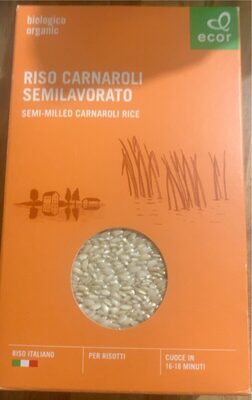 biologico
organic
ecor
RISO CARNAROLI
SEMILAVORATO
SEMI-MILLED CARNAROLI RICE
RISO ITALIANO
PER RISOTTI
CUOCE IN
16-18 MINUTI